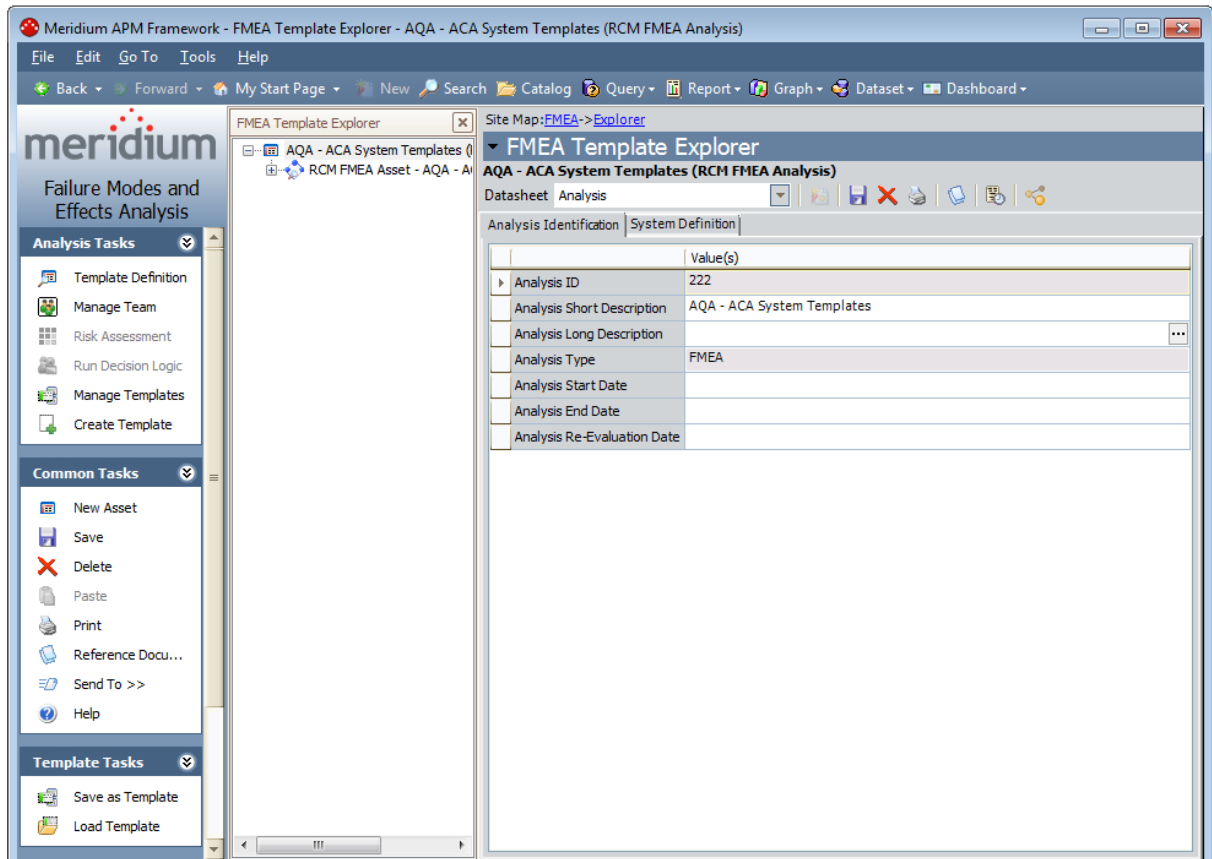 Meridium APM Framework - FMEA Template Explorer - AQA - ACA System Templates (RCM FMEA Analysis)
File Edit Go To Tools Help
Back Forward My Start Page New Search Catalog Query Report Graph Dataset Dashboard
meridium
Failure Modes and
Effects Analysis
Analysis Tasks
Template Definition
Manage Team
Risk Assessment
Run Decision Logic
Manage Templates
Create Template
Common Tasks
New Asset
Save
Delete
Paste
Print
Reference Docu...
Send To >>
Help
Template Tasks
Save as Template
Load Template
FMEA Template Explorer
AQA - ACA System Templates (
RCM FMEA Asset - AQA - A
Site Map:FMEA->Explorer
FMEA Template Explorer
AQA - ACA System Templates (RCM FMEA Analysis)
Datasheet Analysis
Analysis Identification System Definition
Value(s)
Analysis ID 222
Analysis Short Description AQA - ACA System Templates
Analysis Long Description ...
Analysis Type FMEA
Analysis Start Date
Analysis End Date
Analysis Re-Evaluation Date